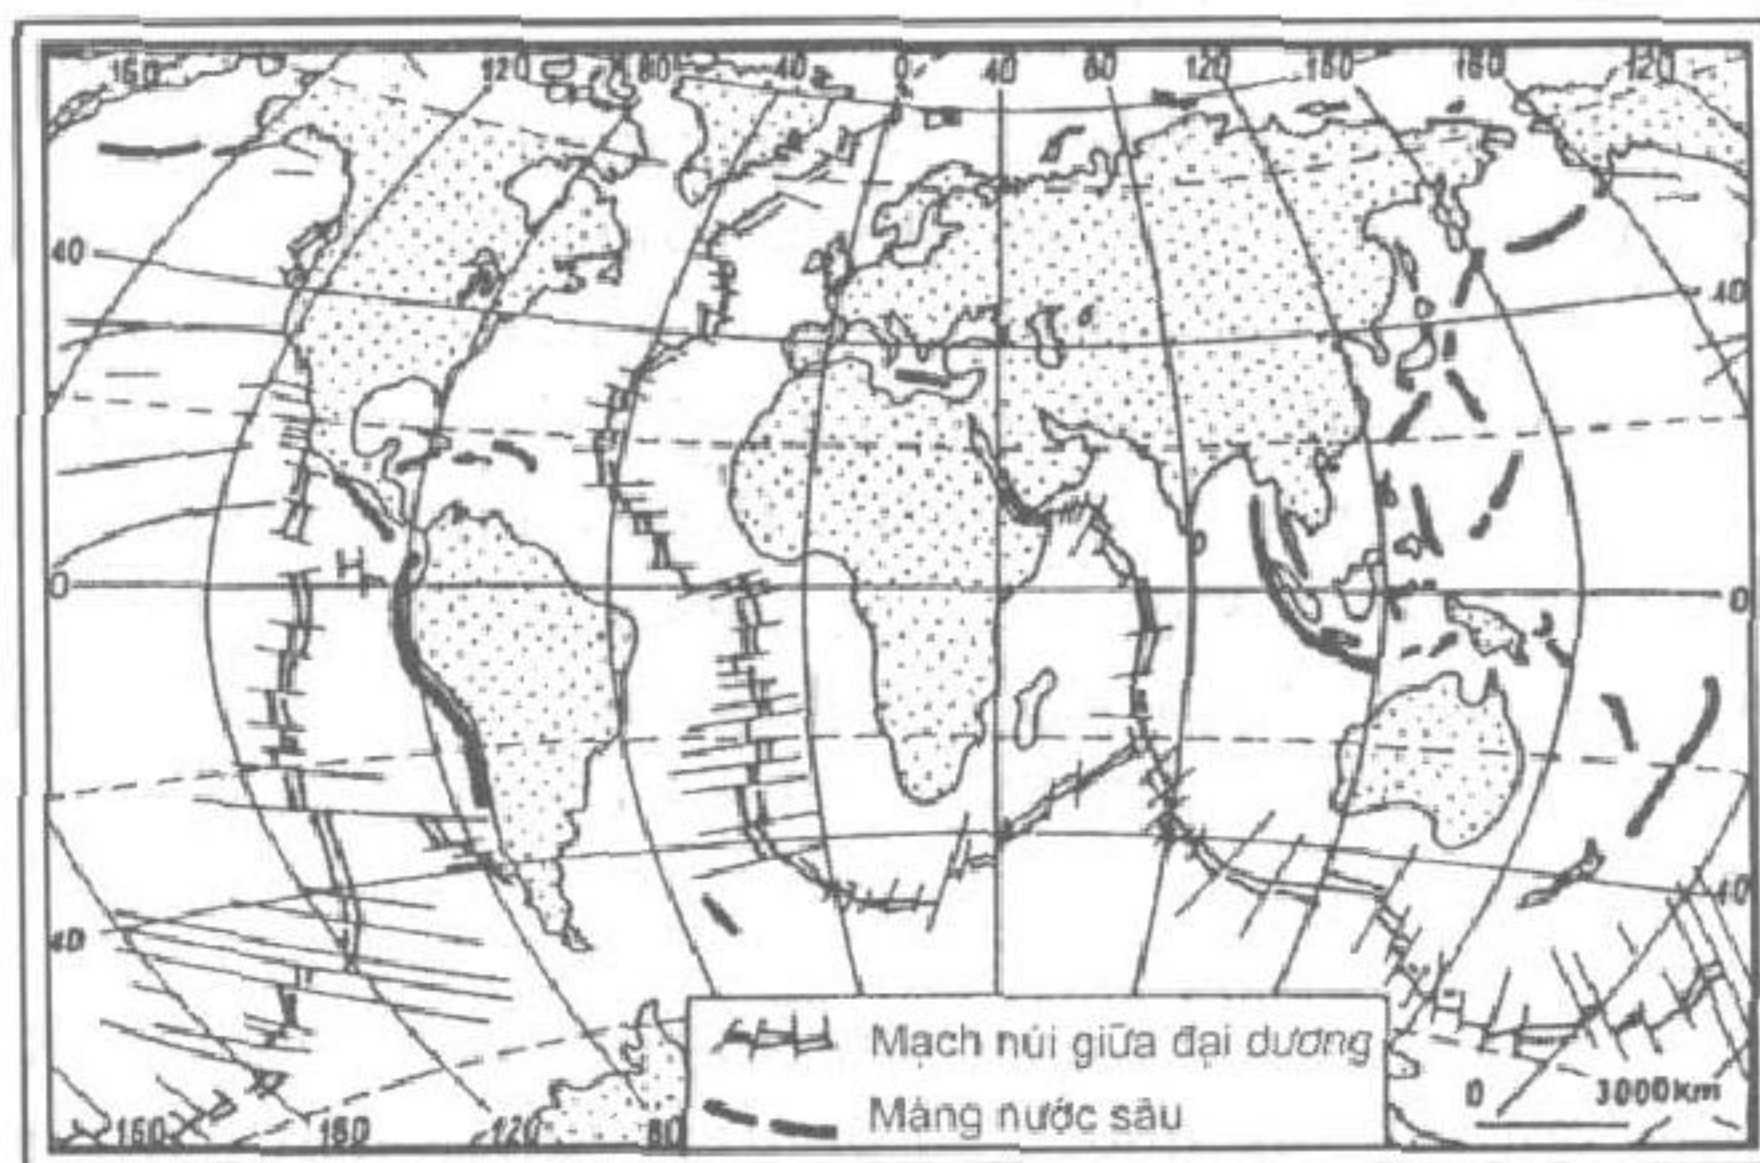 160 120 80 40 0 40 80 120 160 160 120
40 40
0 0
40 40
Mạch núi giữa đại dương
Máng nước sâu
0 3000km
160 160 120 80